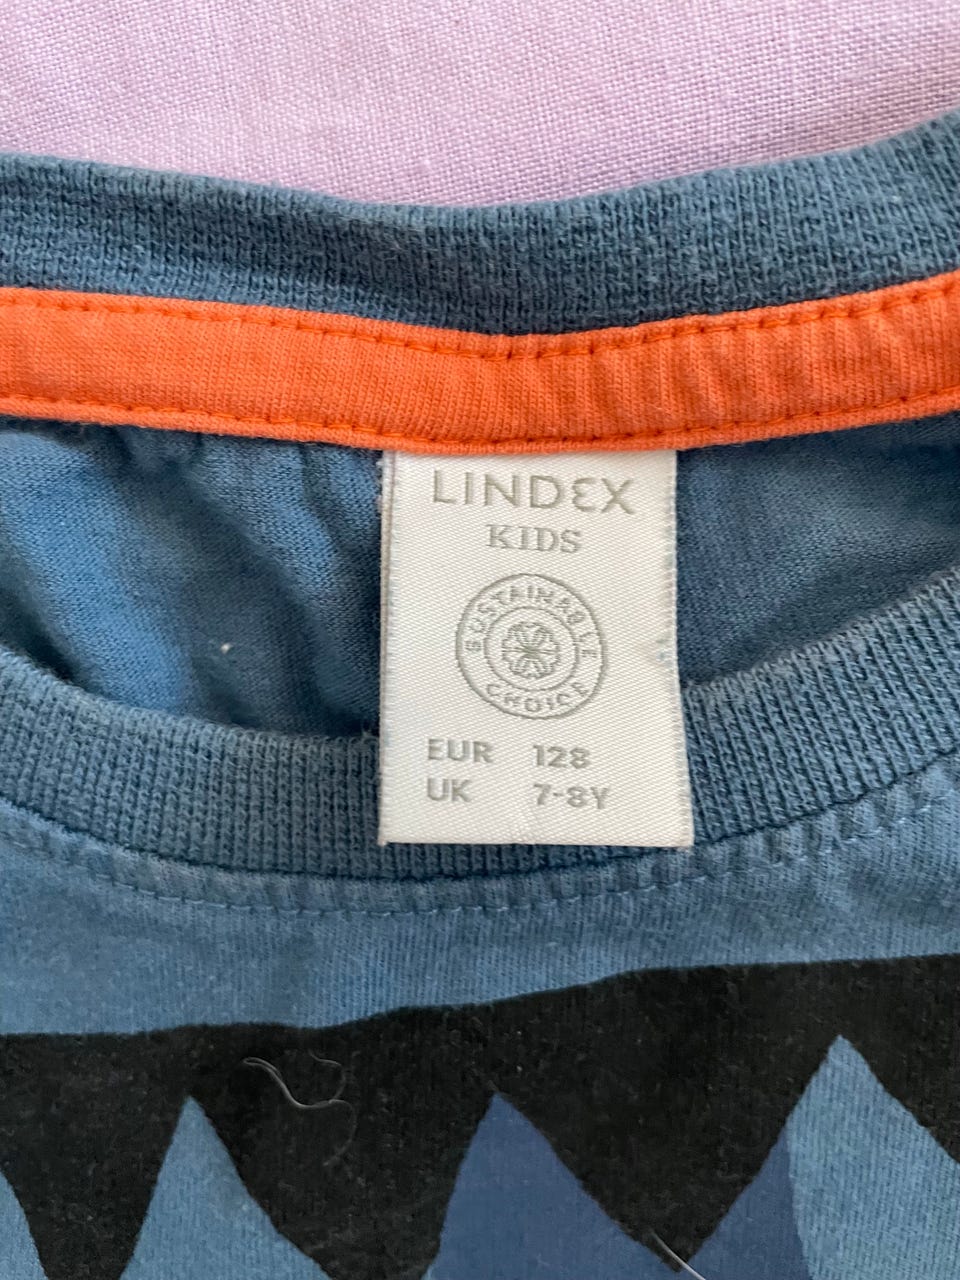 LINDEX
KIDS
SUSTAINABLE
CHOICE
EUR 128
UK 7-8Y